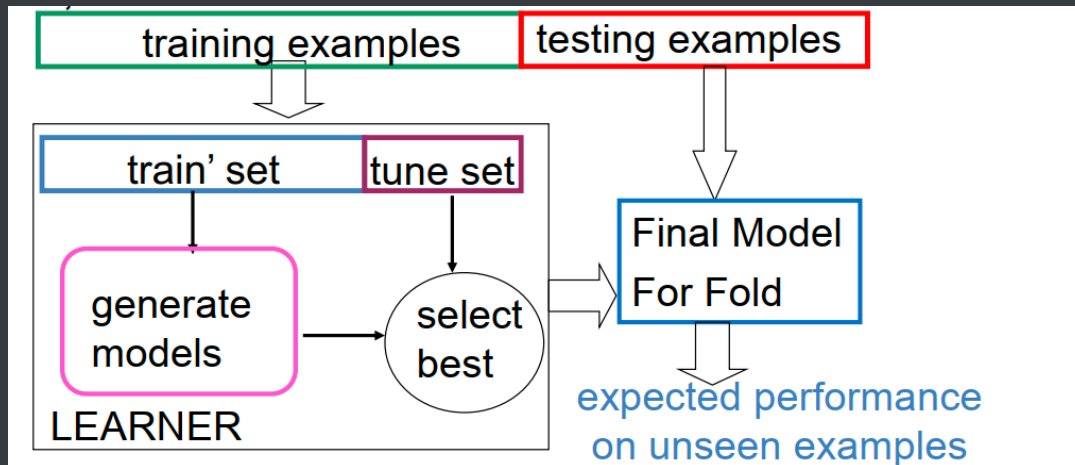 training examples
testing examples
train’ set
tune set
generate
models
select
best
LEARNER
Final Model
For Fold
expected performance
on unseen examples